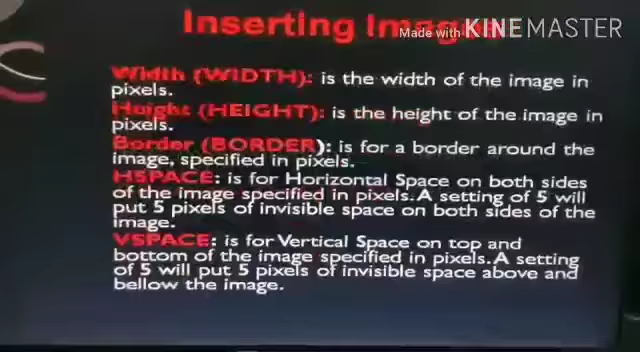 Inserting Images
Made with KINEMASTER
Width (WIDTH): is the width of the image in
pixels.
Height (HEIGHT): is the height of the image in
pixels.
Border (BORDER): is for a border around the
image, specified in pixels.
HSPACE: is for Horizontal Space on both sides
of the image specified in pixels. A setting of 5 will
put 5 pixels of invisible space on both sides of the
image.
VSPACE: is for Vertical Space on top and
bottom of the image specified in pixels. A setting
of 5 will put 5 pixels of invisible space above and
bellow the image.